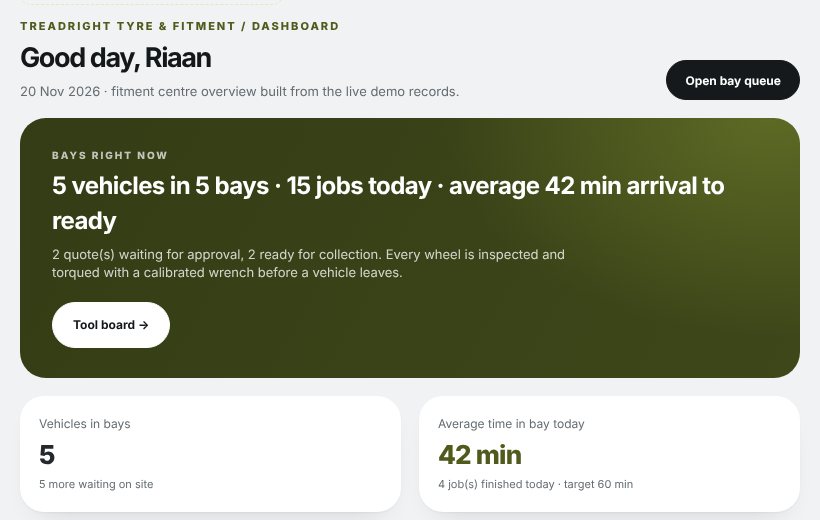 TREADRIGHT TYRE & FITMENT / DASHBOARD
Good day, Riaan
20 Nov 2026 · fitment centre overview built from the live demo records.
Open bay queue
BAYS RIGHT NOW
5 vehicles in 5 bays · 15 jobs today · average 42 min arrival to
ready
2 quote(s) waiting for approval, 2 ready for collection. Every wheel is inspected and
torqued with a calibrated wrench before a vehicle leaves.
Tool board →
Vehicles in bays
5
5 more waiting on site
Average time in bay today
42 min
4 job(s) finished today · target 60 min